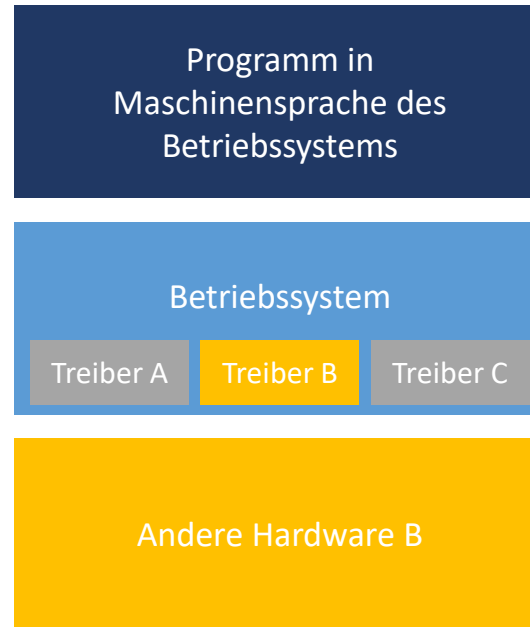 Programm in
Maschinensprache des
Betriebssystems
Betriebssystem
Treiber A
Treiber B
Treiber C
Andere Hardware B